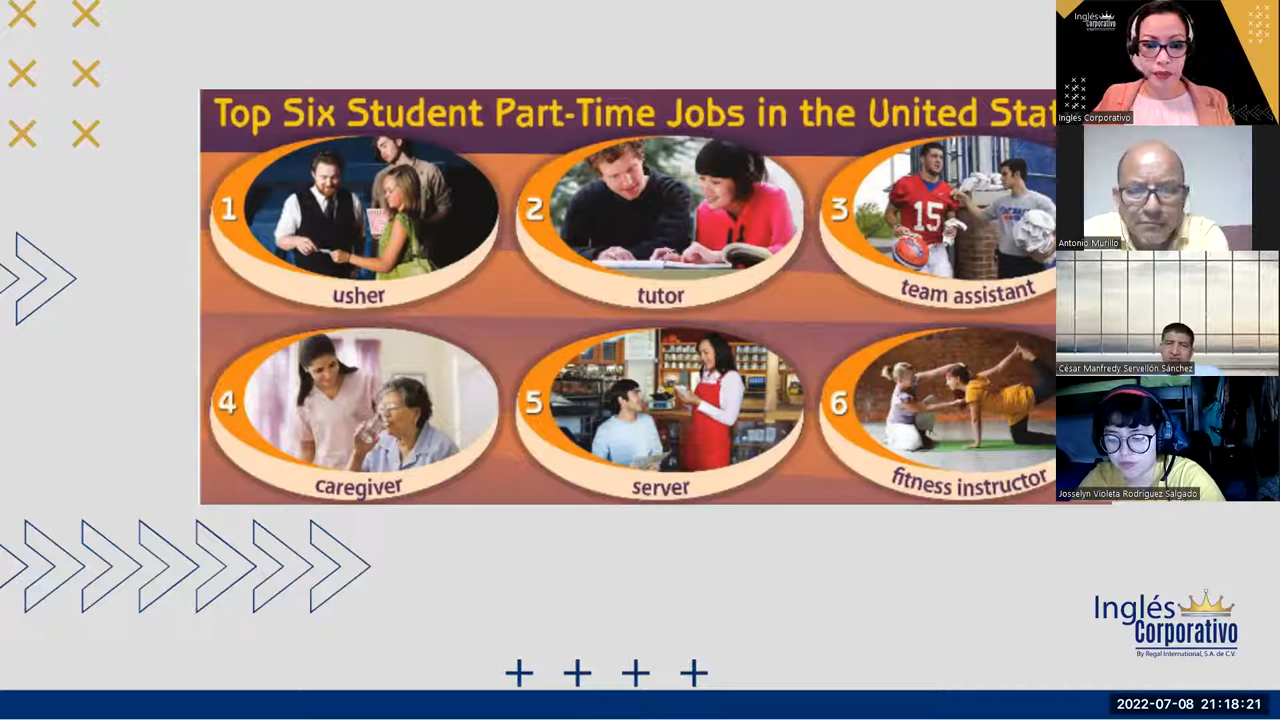 Top Six Student Part-Time Jobs in the United Stat
1
usher
2
tutor
3
15
team assistant
4
caregiver
5
server
6
fitness instructor
Inglés
Corporativo
Inglés Corporativo
Antonio Murillo
César Manfredy Servellón Sánchez
Josselyn Violeta Rodriguez Salgado
Inglés
Corporativo
By Regal International, S.A. de C.V.
2022-07-08 21:18:21